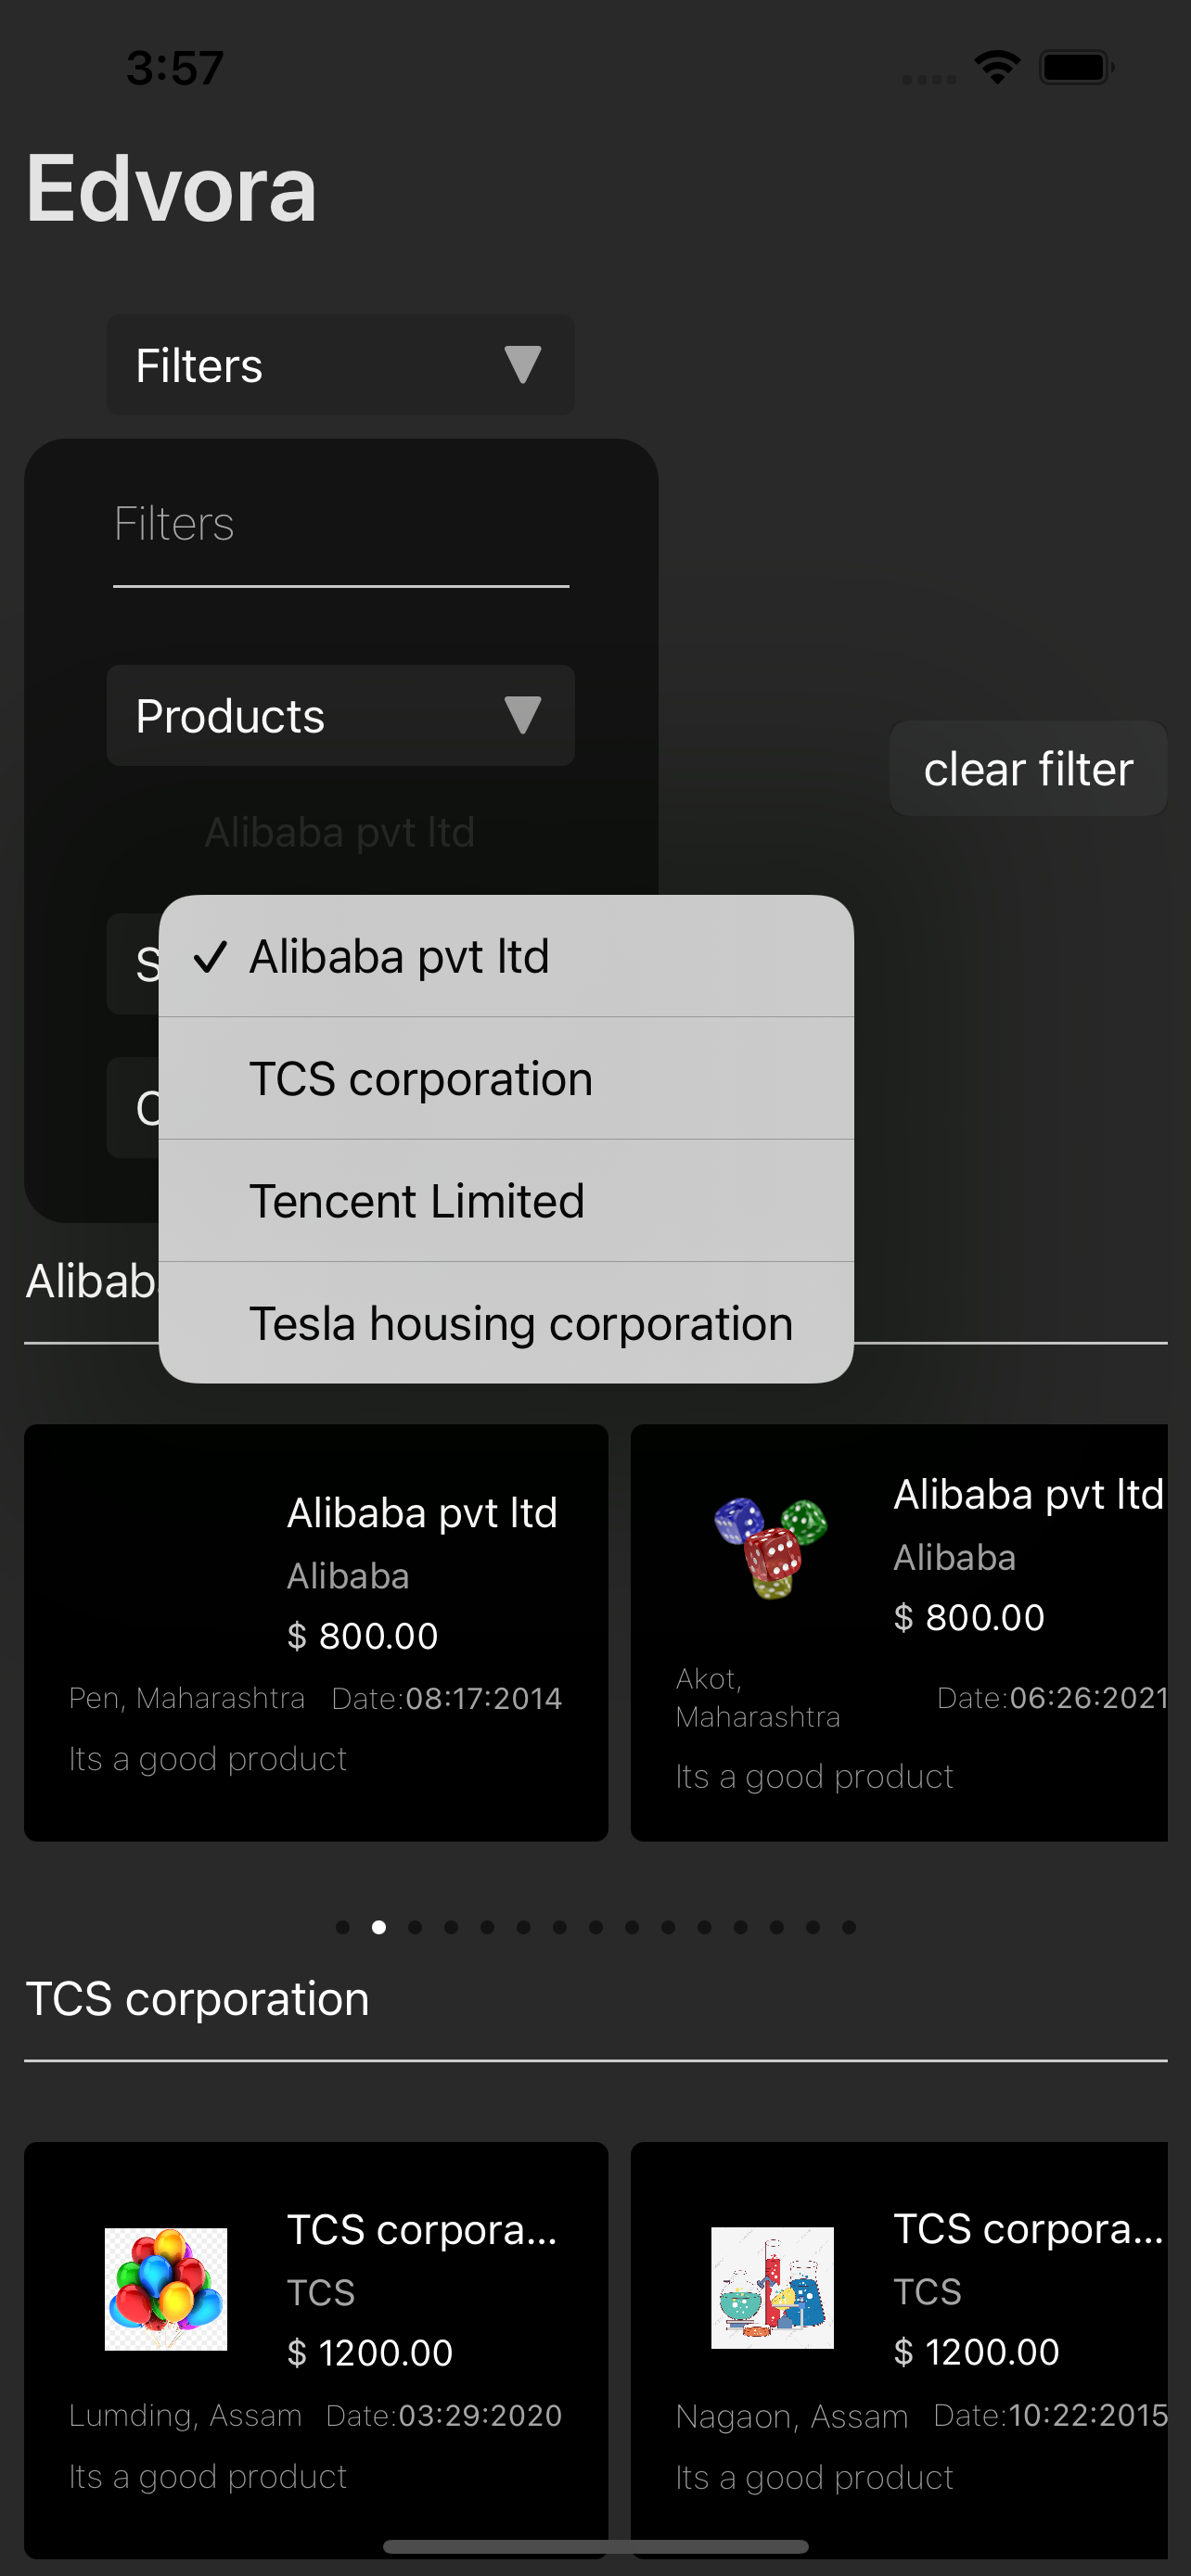 3:57
Edvora
Filters
Filters
Products
clear filter
Alibaba pvt ltd
S
Alibaba pvt ltd
TCS corporation
C
Tencent Limited
Alibab
Tesla housing corporation
Alibaba pvt ltd
Alibaba
$ 800.00
Pen, Maharashtra Date:08:17:2014
Its a good product
Alibaba pvt ltd
Alibaba
$ 800.00
Akot,
Maharashtra
Date:06:26:2021
Its a good product
TCS corporation
TCS corpora...
TCS
$ 1200.00
Lumding, Assam Date:03:29:2020
Its a good product
TCS corpora...
TCS
$ 1200.00
Nagaon, Assam Date:10:22:2015
Its a good product